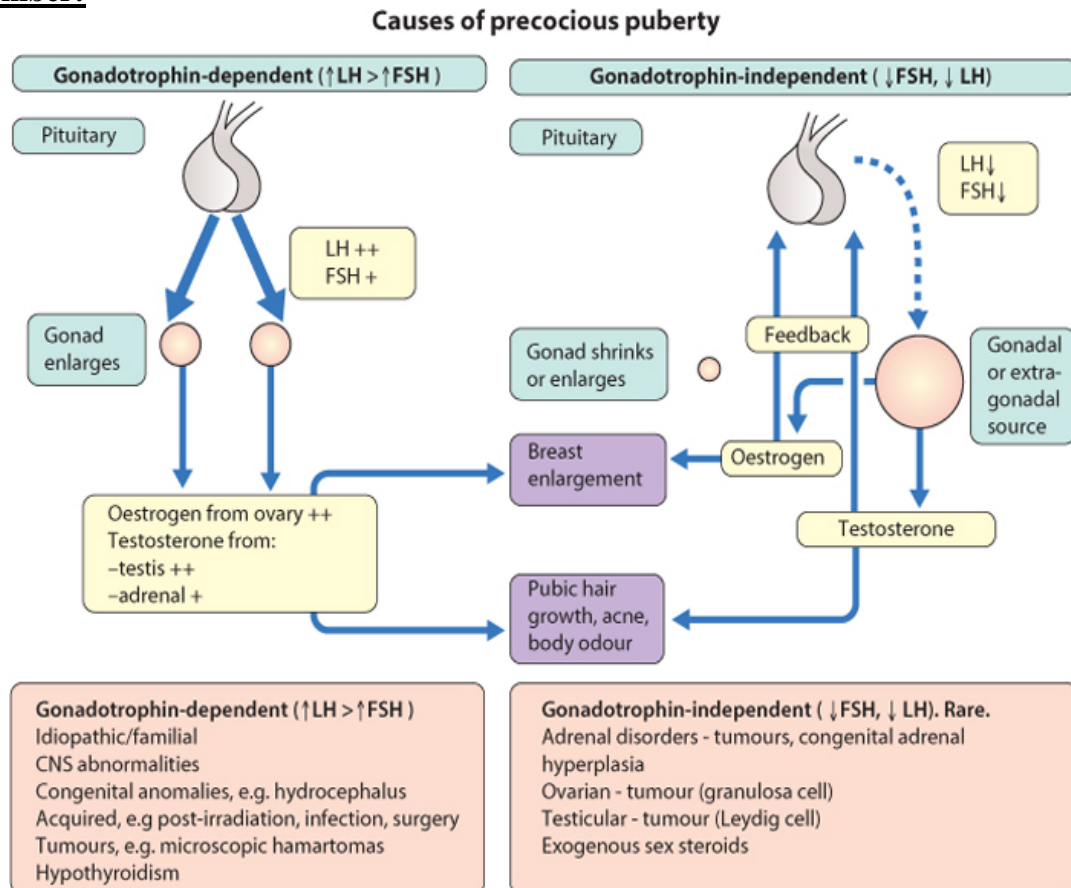 Causes of precocious puberty
Gonadotrophin-dependent (↑LH >↑FSH )
Pituitary
LH ++
FSH +
Gonad
enlarges
Oestrogen from ovary ++
Testosterone from:
–testis ++
–adrenal +
Gonadotrophin-independent ( ↓FSH, ↓ LH)
Pituitary
LH↓
FSH↓
Feedback
Gonad shrinks
or enlarges
Gonadal
or extra-
gonadal
source
Breast
enlargement
Oestrogen
Testosterone
Pubic hair
growth, acne,
body odour
Gonadotrophin-dependent (↑LH >↑FSH )
Idiopathic/familial
CNS abnormalities
Congenital anomalies, e.g. hydrocephalus
Acquired, e.g post-irradiation, infection, surgery
Tumours, e.g. microscopic hamartomas
Hypothyroidism
Gonadotrophin-independent ( ↓FSH, ↓ LH). Rare.
Adrenal disorders - tumours, congenital adrenal
hyperplasia
Ovarian - tumour (granulosa cell)
Testicular - tumour (Leydig cell)
Exogenous sex steroids